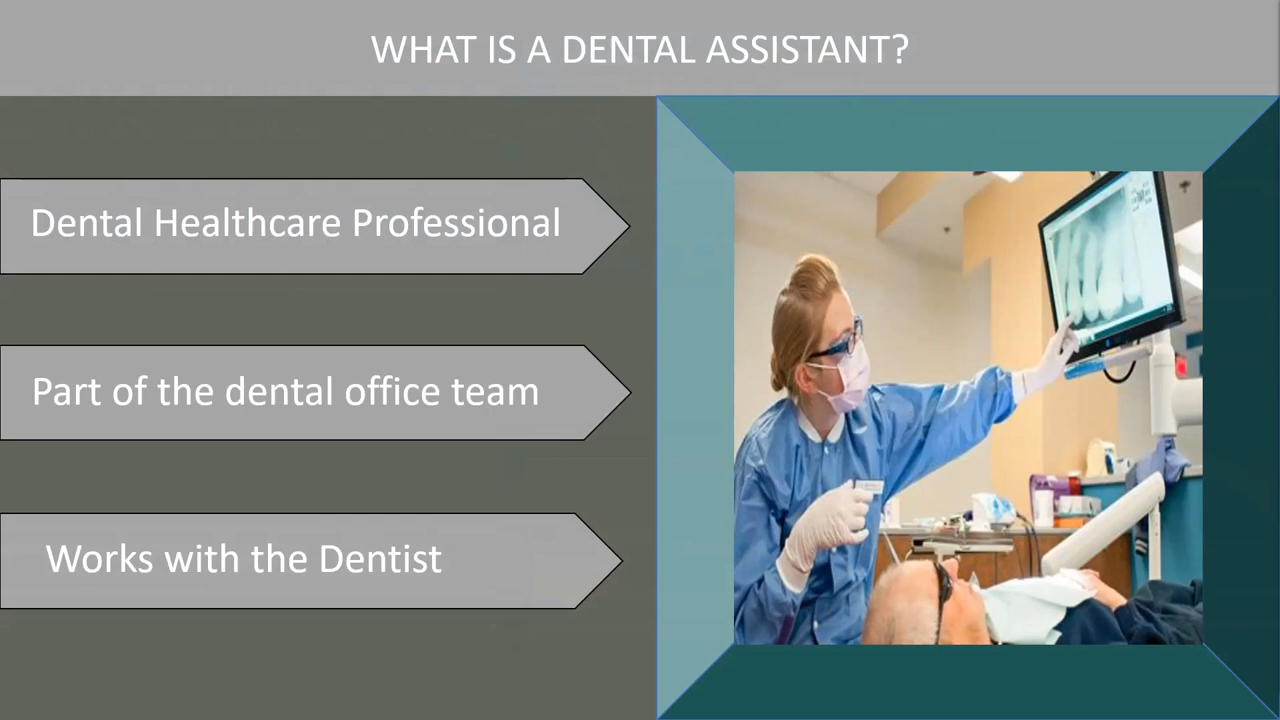 WHAT IS A DENTAL ASSISTANT?
Dental Healthcare Professional
Part of the dental office team
Works with the Dentist